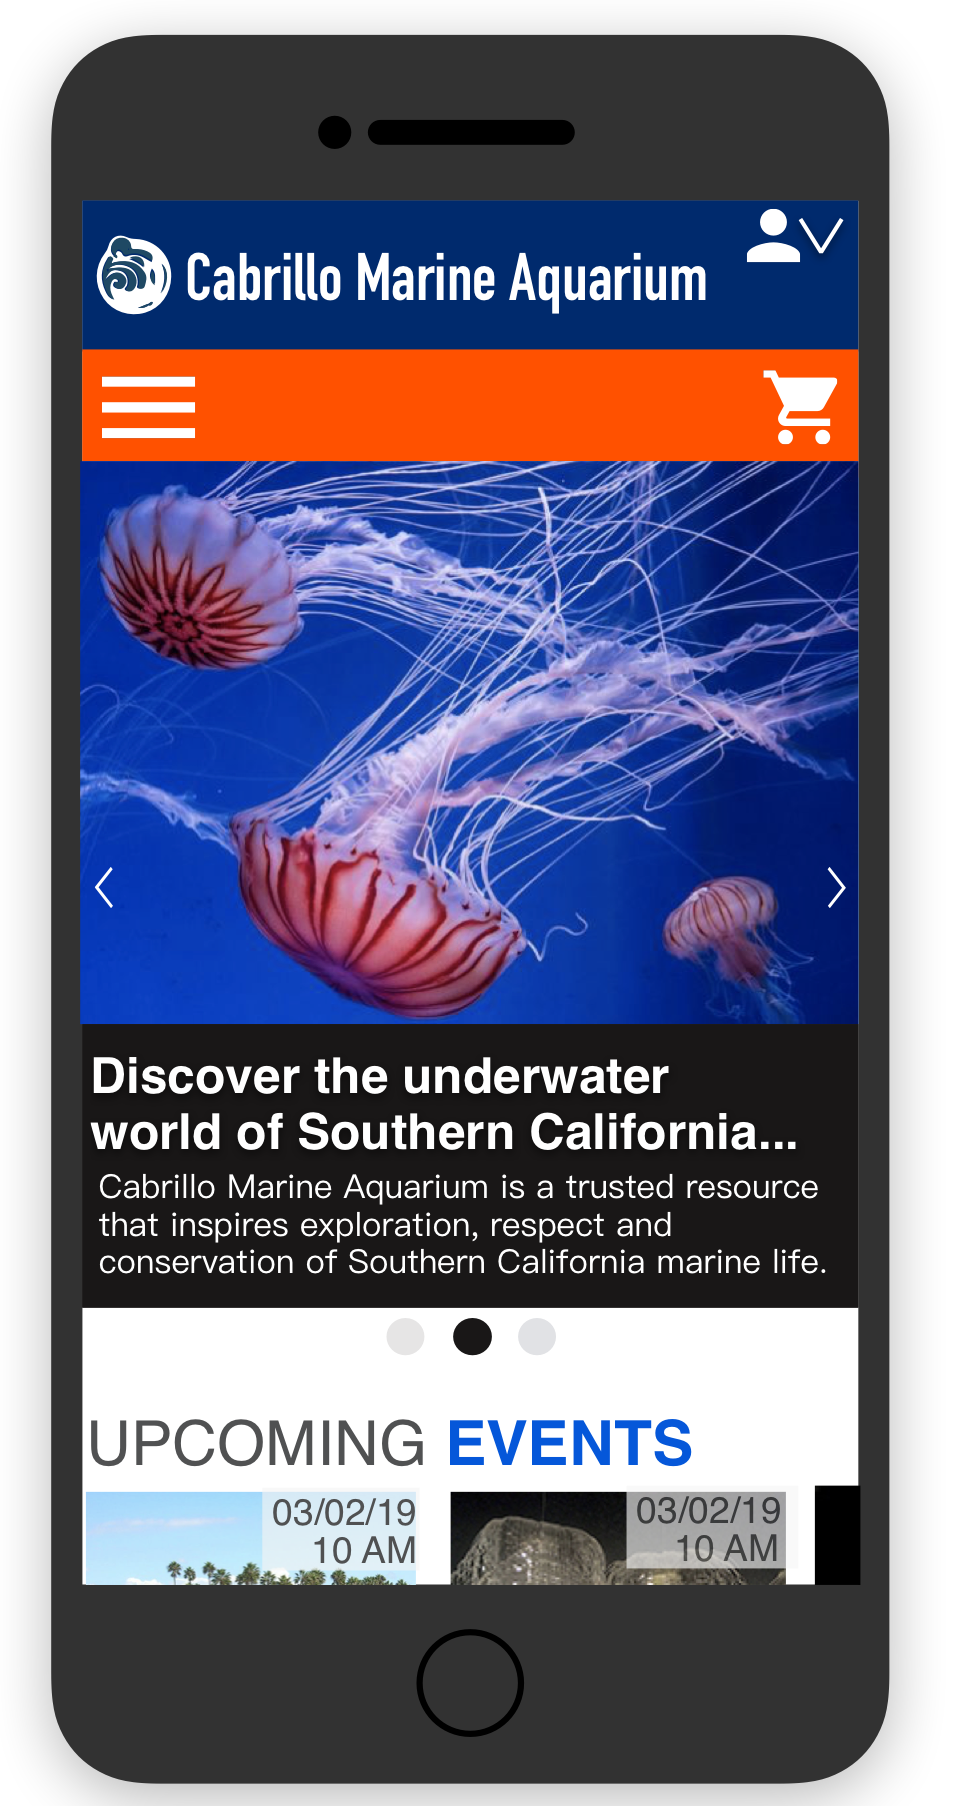 Cabrillo Marine Aquarium
Discover the underwater
world of Southern California...
Cabrillo Marine Aquarium is a trusted resource
that inspires exploration, respect and
conservation of Southern California marine life.
UPCOMING EVENTS
03/02/19
10 AM
03/02/19
10 AM